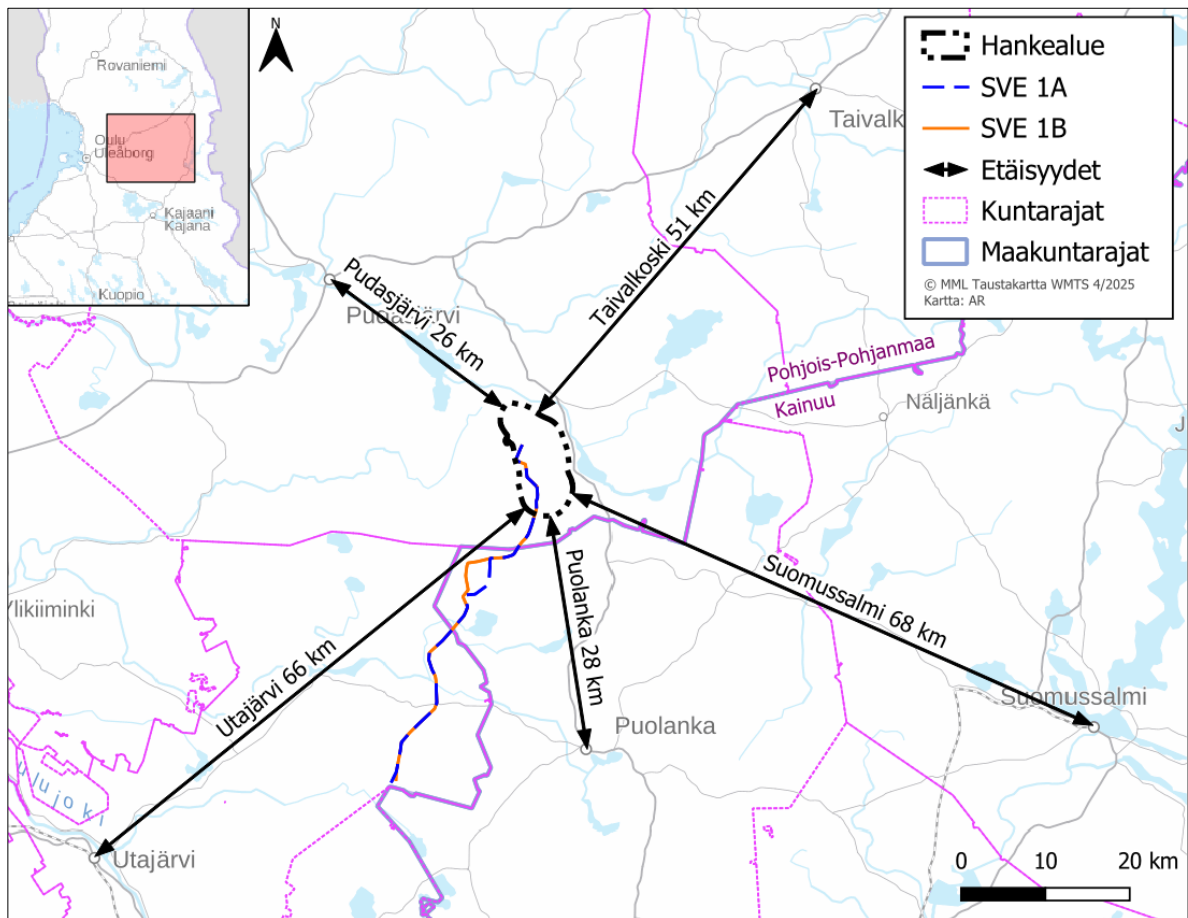 Rovaniemi
Oulu
Uleåborg
Kajaani
Kajana
Kuopio
N
Hankealue
SVE 1A
SVE 1B
Etäisyydet
Kuntarajat
Maakuntarajat
© MML Taustakartta WMTS 4/2025
Kartta: AR
Taivalk
Taivalkoski 51 km
Pudasjärvi 26 km
Pudasjärvi
Pohjois-Pohjanmaa
Kainuu
Näljänkä
Ylikiiminki
Utajärvi 66 km
Puolanka 28 km
Suomussalmi 68 km
Suomussalmi
Puolanka
ulujoki
Utajärvi
0 10 20 km